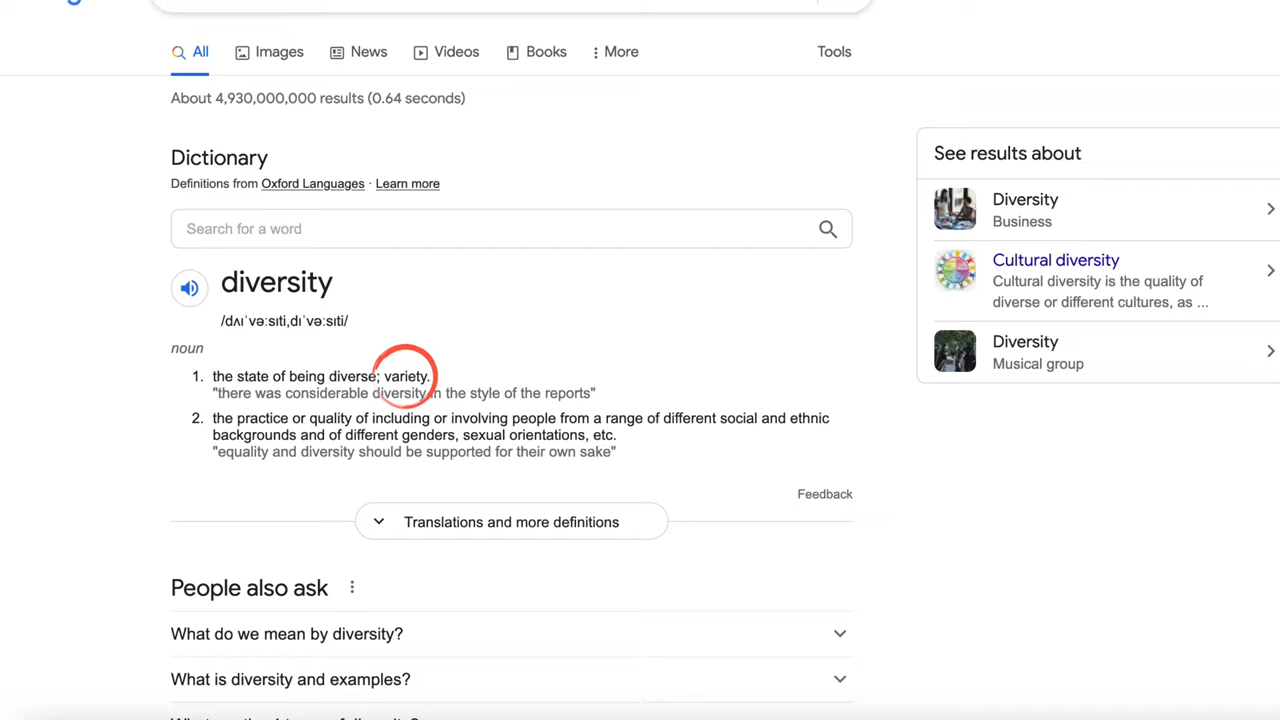 All
Images
News
Videos
Books
More
Tools
About 4,930,000,000 results (0.64 seconds)
Dictionary
Definitions from Oxford Languages · Learn more
Search for a word
diversity
/dʌɪˈvəːsɪti,dɪˈvəːsɪti/
noun
1. the state of being diverse; variety.
"there was considerable diversity in the style of the reports"
2. the practice or quality of including or involving people from a range of different social and ethnic
backgrounds and of different genders, sexual orientations, etc.
"equality and diversity should be supported for their own sake"
Feedback
Translations and more definitions
People also ask
What do we mean by diversity?
What is diversity and examples?
See results about
Diversity
Business
Cultural diversity
Cultural diversity is the quality of
diverse or different cultures, as ...
Diversity
Musical group